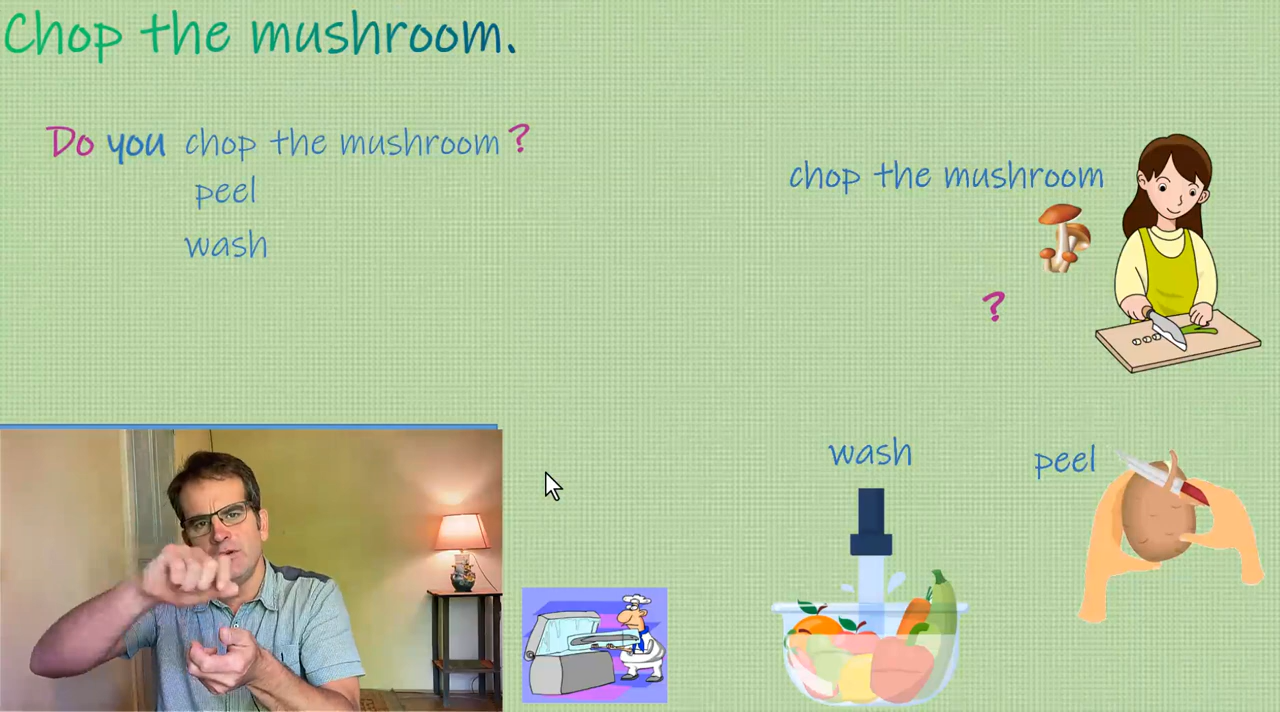 Chop the mushroom.
Do you chop the mushroom ?
peel
wash
chop the mushroom
?
wash
peel